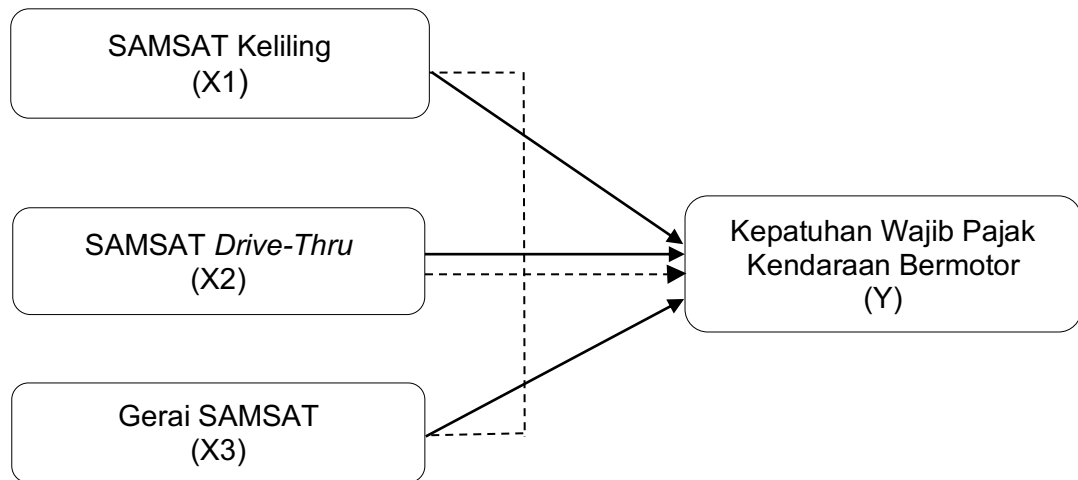 SAMSAT Keliling
(X1)
SAMSAT Drive-Thru
(X2)
Gerai SAMSAT
(X3)
Kepatuhan Wajib Pajak
Kendaraan Bermotor
(Y)